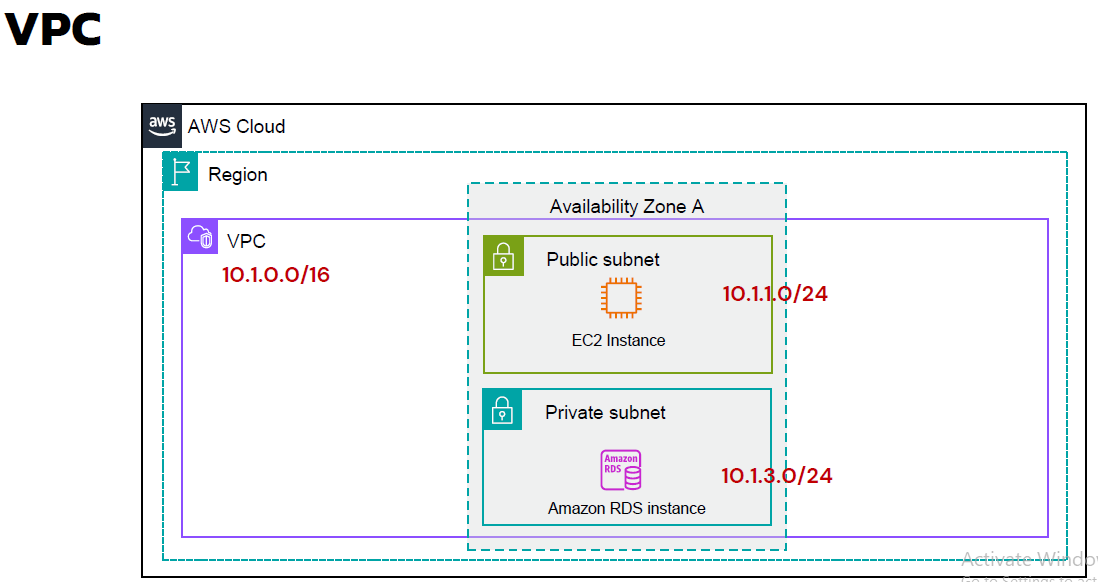 VPC
aws
AWS Cloud
Region
Availability Zone A
VPC
10.1.0.0/16
Public subnet
10.1.1.0/24
EC2 Instance
Private subnet
Amazon
RDS
10.1.3.0/24
Amazon RDS instance
Activate Windo
Go to Settings to act